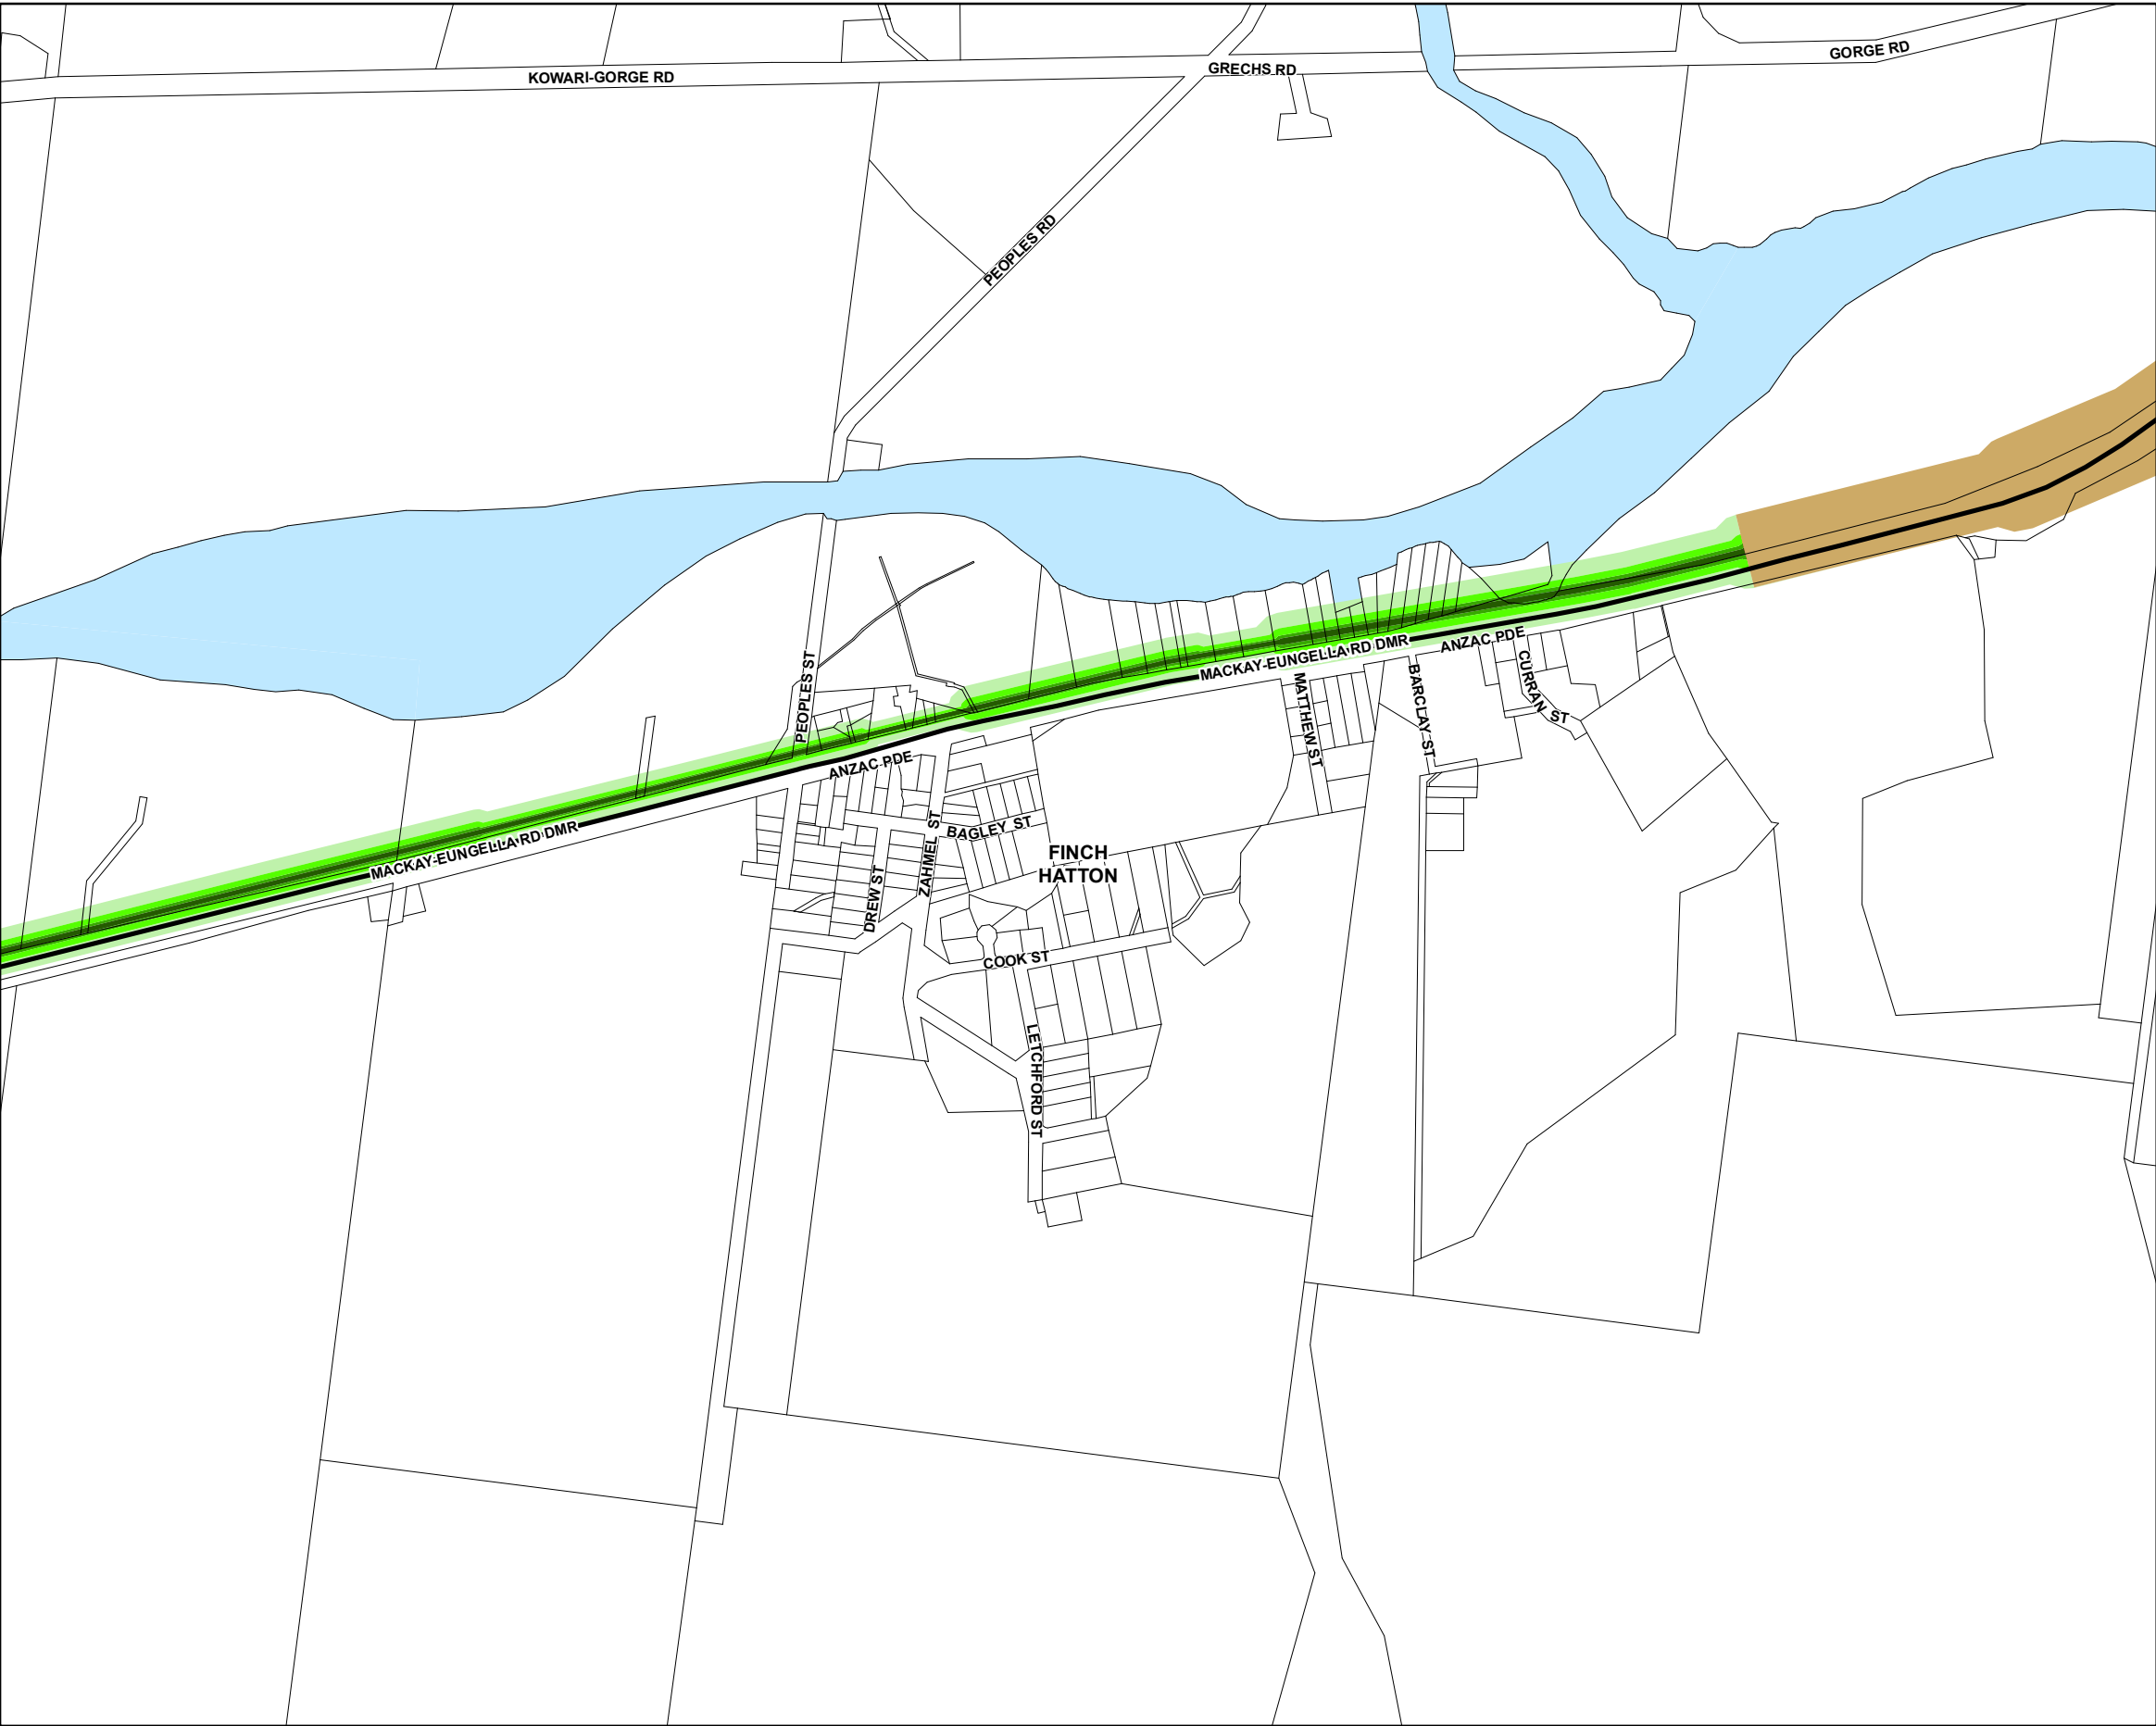 GORGE RD
GRECHS RD
KOWARI-GORGE RD
PEOPLES RD
ANZAC PDE
MACKAY-EUNGELLA RD DMR
PEOPLES ST
CURRAN ST
BARCLAY ST
MATTHEW ST
ANZAC PDE
BAGLEY ST
MACKAY-EUNGELLA RD DMR
ZAHMEL ST
FINCH
HATTON
DREW ST
COOK ST
LETCHFORD ST